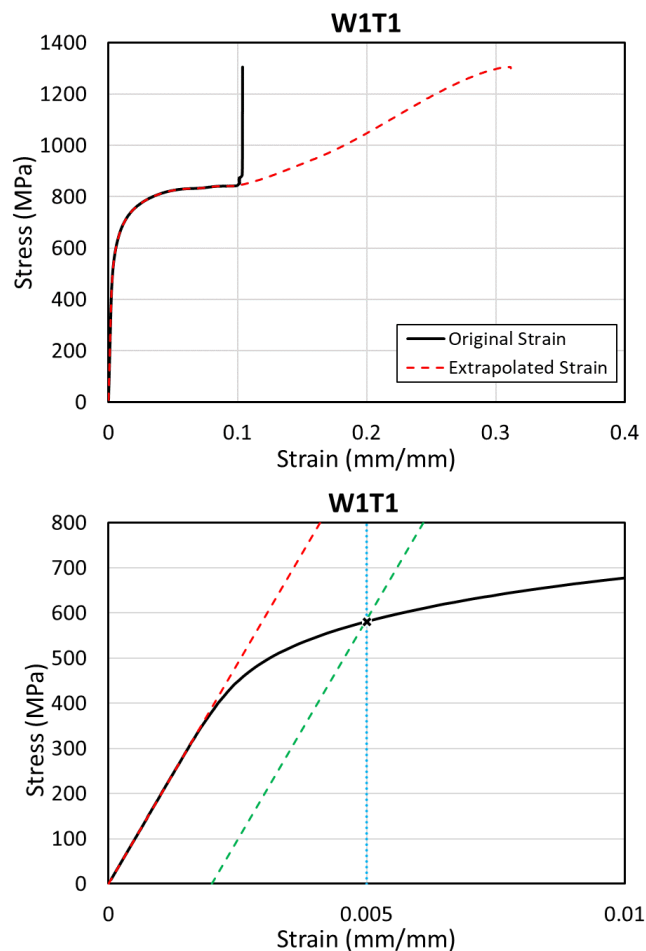 W1T1
1400
1200
1000
800
600
400
200
0
Stress (MPa)
Original Strain
Extrapolated Strain
0 0.1 0.2 0.3 0.4
Strain (mm/mm)
W1T1
800
700
600
500
400
300
200
100
0
Stress (MPa)
0 0.005 0.01
Strain (mm/mm)